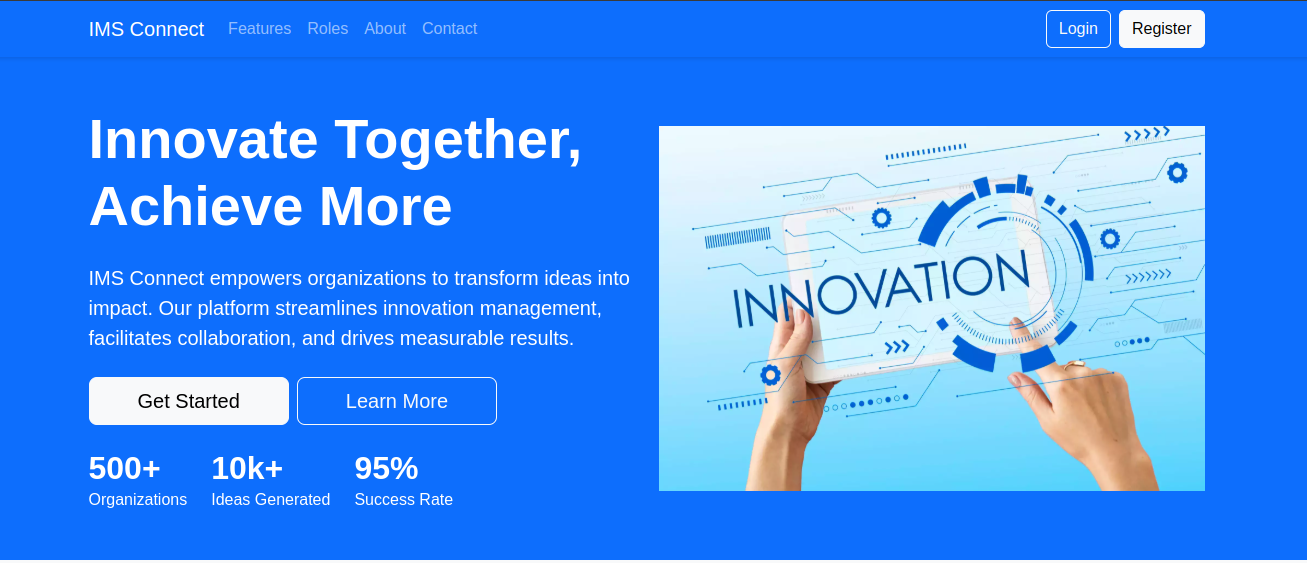 IMS Connect
Features
Roles
About
Contact
Login
Register
Innovate Together,
Achieve More
IMS Connect empowers organizations to transform ideas into
impact. Our platform streamlines innovation management,
facilitates collaboration, and drives measurable results.
Get Started
Learn More
500+
Organizations
10k+
Ideas Generated
95%
Success Rate
INNOVATION